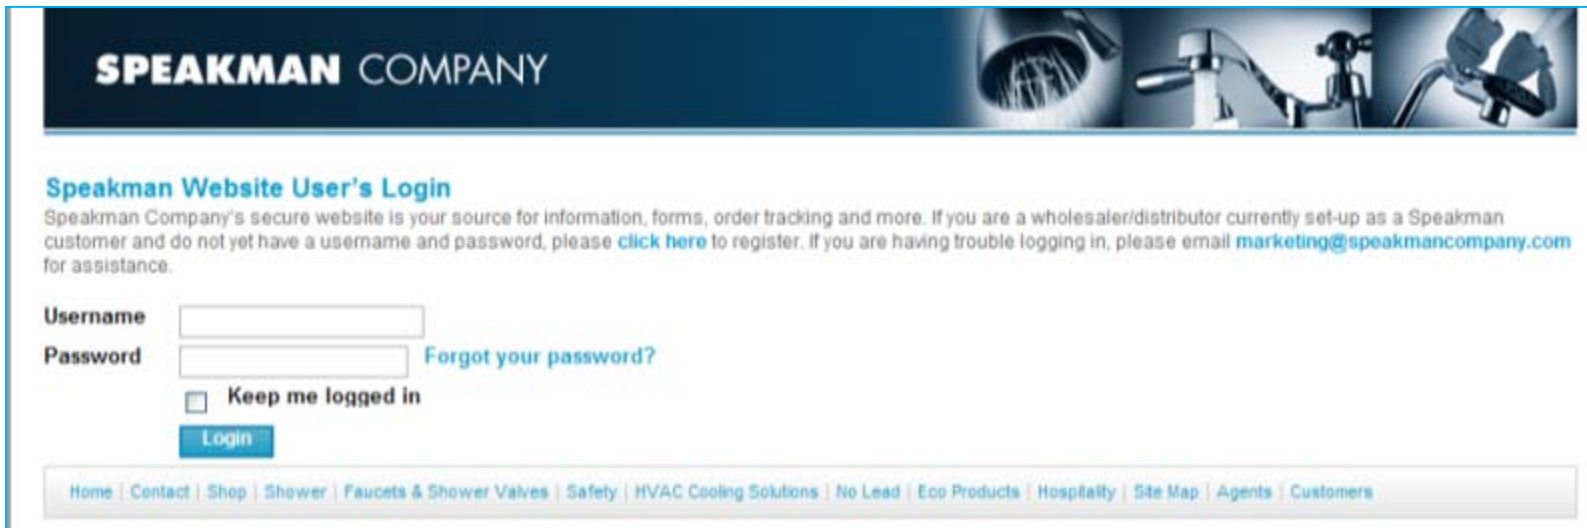 SPEAKMAN COMPANY
Speakman Website User's Login
Speakman Company's secure website is your source for information, forms, order tracking and more. If you are a wholesaler/distributor currently set-up as a Speakman
customer and do not yet have a username and password, please click here to register. If you are having trouble logging in, please email marketing@speakmancompany.com
for assistance.
Username
Password Forgot your password?
Keep me logged in
Login
Home | Contact | Shop | Shower | Faucets & Shower Valves | Safety | HVAC Cooling Solutions | No Lead | Eco Products | Hospitality | Site Map | Agents | Customers